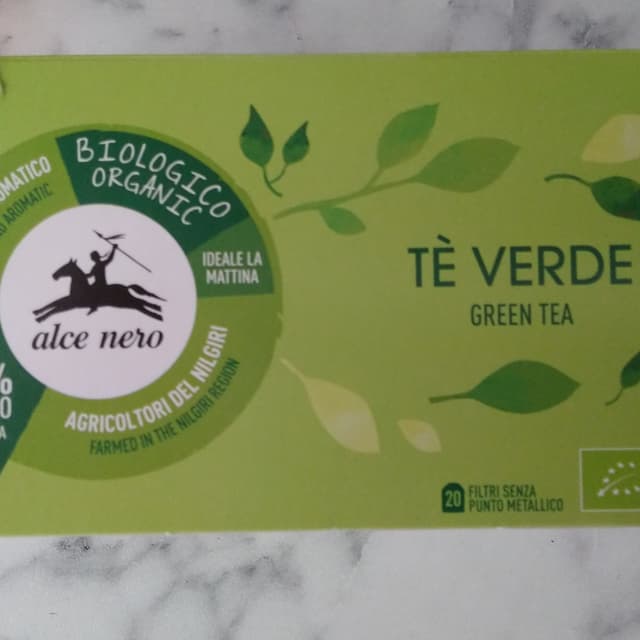 BIOLOGICO
ORGANIC
AROMATIC
IDEALE LA
MATTINA
alce nero
AGRICOLTORI DEL NILGIRI
FARMED IN THE NILGIRI REGION
TÈ VERDE
GREEN TEA
20
FILTRI SENZA
PUNTO METALLICO